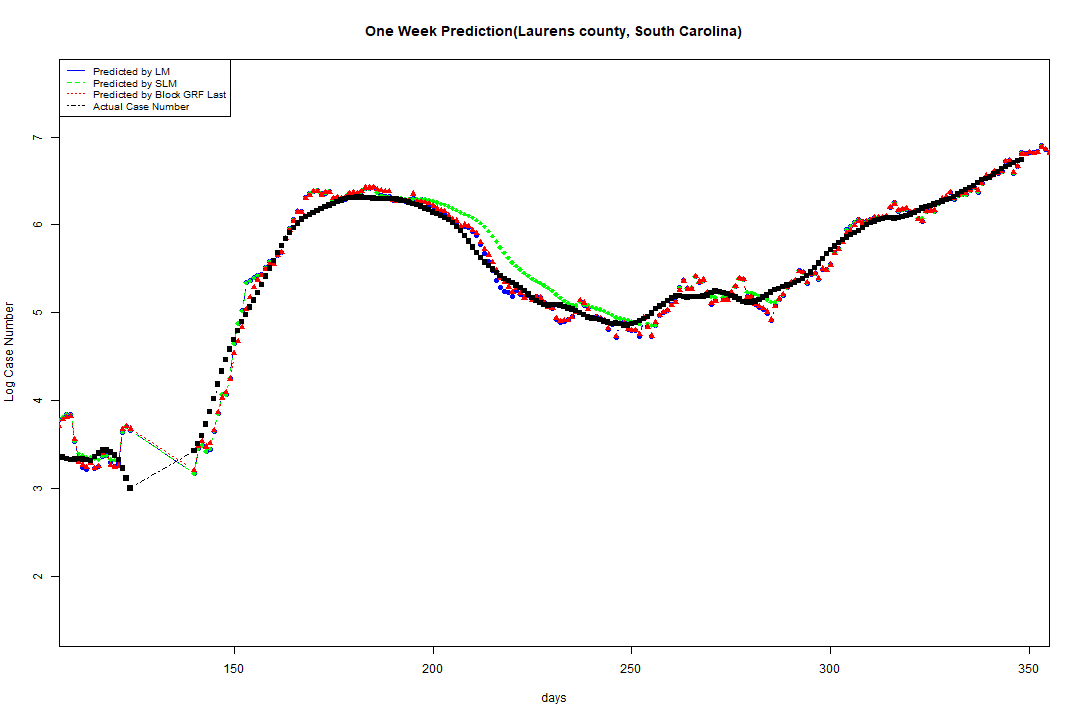 One Week Prediction(Laurens county, South Carolina)
Predicted by LM
Predicted by SLM
Predicted by Block GRF Last
Actual Case Number
7
6
5
4
3
2
Log Case Number
150 200 250 300 350
days